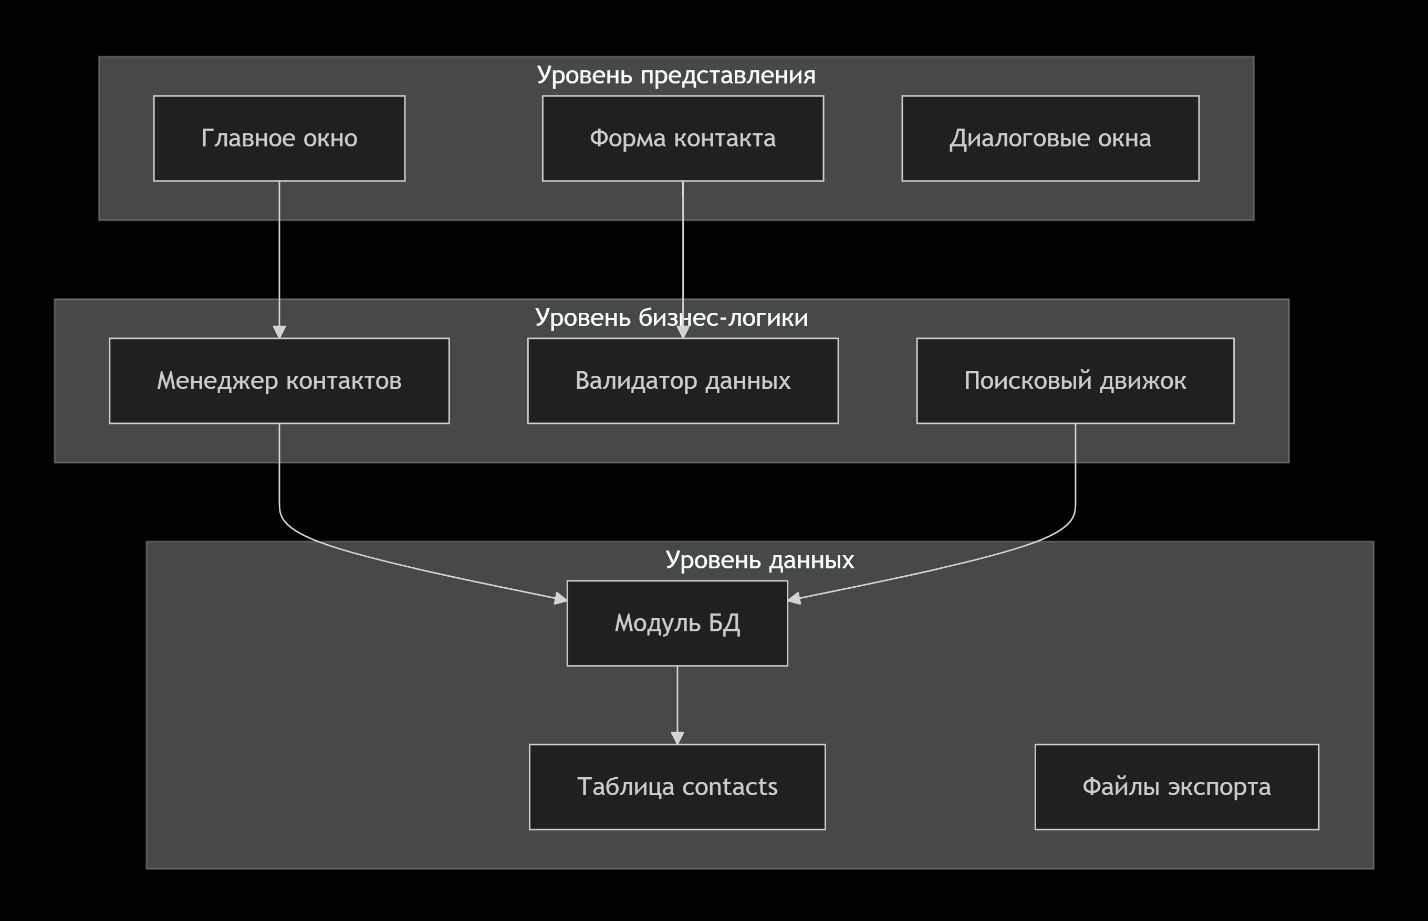 Уровень представления
Главное окно
Форма контакта
Диалоговые окна
Уровень бизнес-логики
Менеджер контактов
Валидатор данных
Поисковый движок
Уровень данных
Модуль БД
Таблица contacts
Файлы экспорта